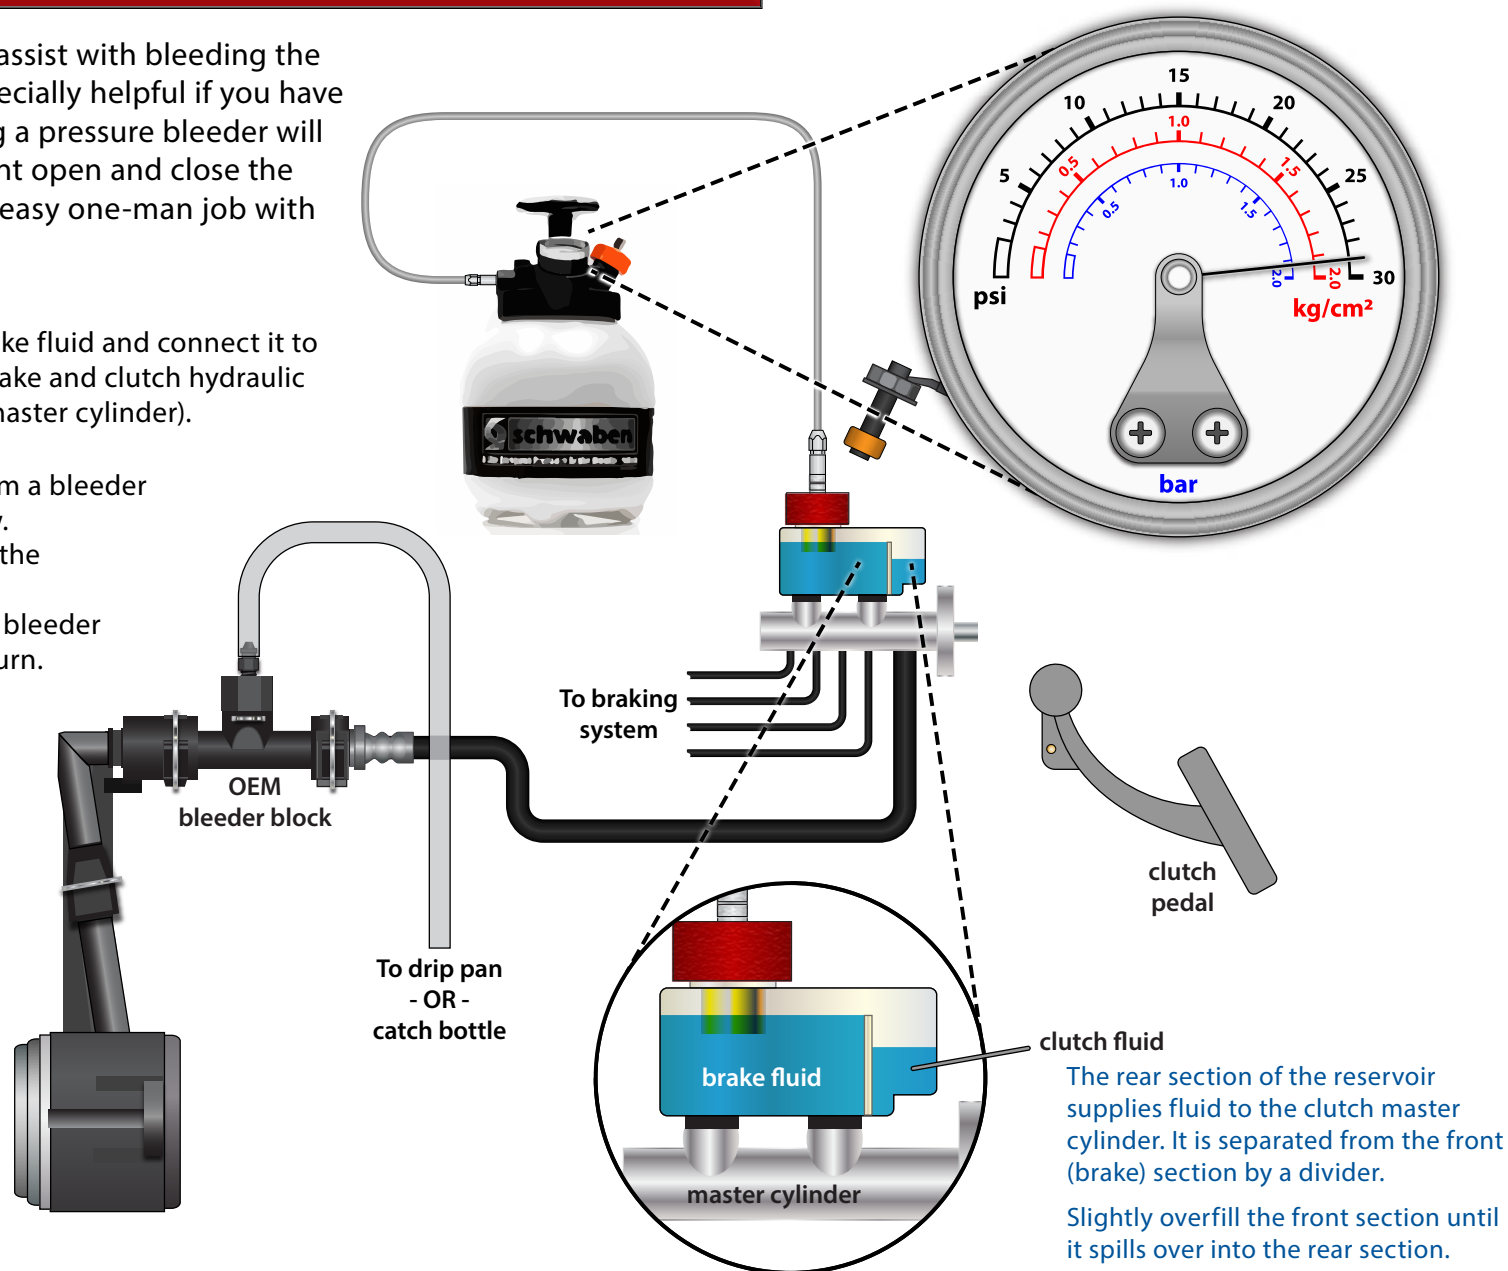 assist with bleeding the
ecially helpful if you have
g a pressure bleeder will
nt open and close the
easy one-man job with
ke fluid and connect it to
ake and clutch hydraulic
naster cylinder).
m a bleeder
.
the
bleeder
urn.
schwaben
5
10
15
20
25
30
psi
0.5
1.0
1.5
2.0
kg/cm²
0.5
1.0
1.5
2.0
bar
To braking
system
OEM
bleeder block
To drip pan
- OR -
catch bottle
clutch
pedal
brake fluid
master cylinder
clutch fluid
The rear section of the reservoir
supplies fluid to the clutch master
cylinder. It is separated from the front
(brake) section by a divider.
Slightly overfill the front section until
it spills over into the rear section.